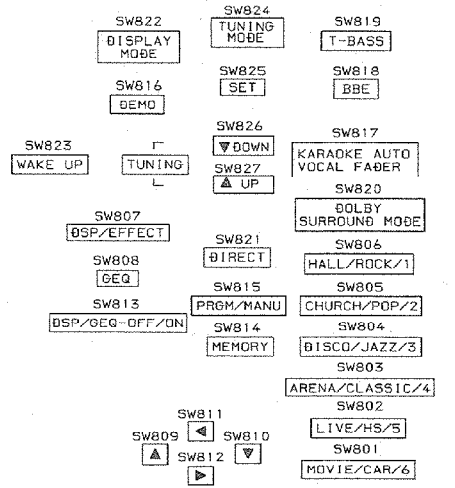 SW822
DISPLAY
MODE
SW824
TUNING
MODE
SW819
T-BASS
SW816
DEMO
SW825
SET
SW818
BBE
SW823
WAKE UP
TUNING
SW826
▼DOWN
SW827
▲ UP
SW817
KARAOKE AUTO
VOCAL FADER
SW820
DOLBY
SURROUND MODE
SW807
DSP/EFFECT
SW821
DIRECT
SW806
HALL/ROCK/1
SW808
GEQ
SW815
PRGM/MANU
SW805
CHURCH/POP/2
SW813
DSP/GEQ-OFF/ON
SW814
MEMORY
SW804
DISCO/JAZZ/3
SW803
ARENA/CLASSIC/4
SW802
LIVE/HS/5
SW811
◀
SW809
▲
SW810
▼
SW812
▶
SW801
MOVIE/CAR/6